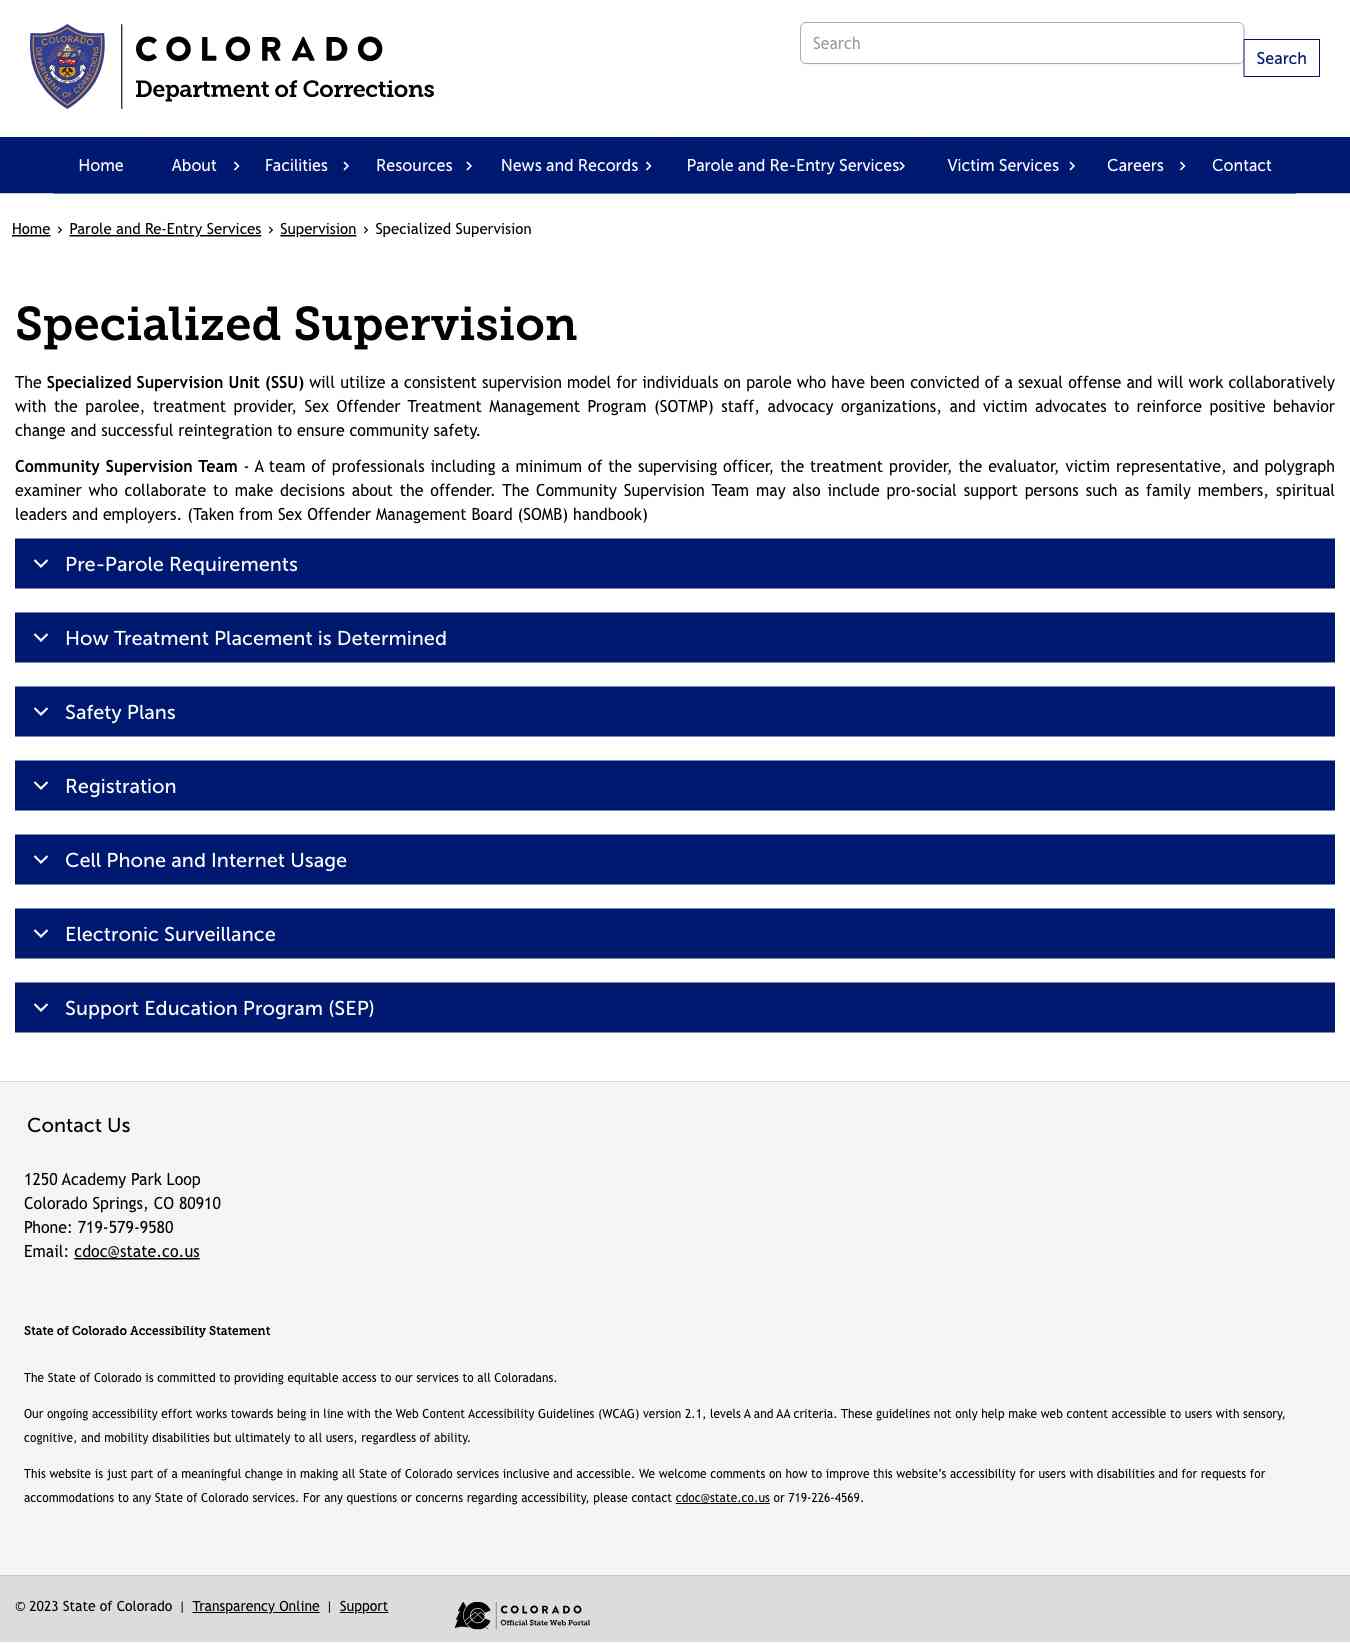 COLORADO
Department of Corrections
Search
Search
Home About Facilities Resources News and Records Parole and Re-Entry Services Victim Services Careers Contact
Home › Parole and Re-Entry Services › Supervision › Specialized Supervision
Specialized Supervision
The Specialized Supervision Unit (SSU) will utilize a consistent supervision model for individuals on parole who have been convicted of a sexual offense and will work collaboratively
with the parolee, treatment provider, Sex Offender Treatment Management Program (SOTMP) staff, advocacy organizations, and victim advocates to reinforce positive behavior
change and successful reintegration to ensure community safety.
Community Supervision Team - A team of professionals including a minimum of the supervising officer, the treatment provider, the evaluator, victim representative, and polygraph
examiner who collaborate to make decisions about the offender. The Community Supervision Team may also include pro-social support persons such as family members, spiritual
leaders and employers. (Taken from Sex Offender Management Board (SOMB) handbook)
Pre-Parole Requirements
How Treatment Placement is Determined
Safety Plans
Registration
Cell Phone and Internet Usage
Electronic Surveillance
Support Education Program (SEP)
Contact Us
1250 Academy Park Loop
Colorado Springs, CO 80910
Phone: 719-579-9580
Email: cdoc@state.co.us
State of Colorado Accessibility Statement
The State of Colorado is committed to providing equitable access to our services to all Coloradans.
Our ongoing accessibility effort works towards being in line with the Web Content Accessibility Guidelines (WCAG) version 2.1, levels A and AA criteria. These guidelines not only help make web content accessible to users with sensory,
cognitive, and mobility disabilities but ultimately to all users, regardless of ability.
This website is just part of a meaningful change in making all State of Colorado services inclusive and accessible. We welcome comments on how to improve this website’s accessibility for users with disabilities and for requests for
accommodations to any State of Colorado services. For any questions or concerns regarding accessibility, please contact cdoc@state.co.us or 719-226-4569.
© 2023 State of Colorado | Transparency Online | Support
COLORADO
Official State Web Portal